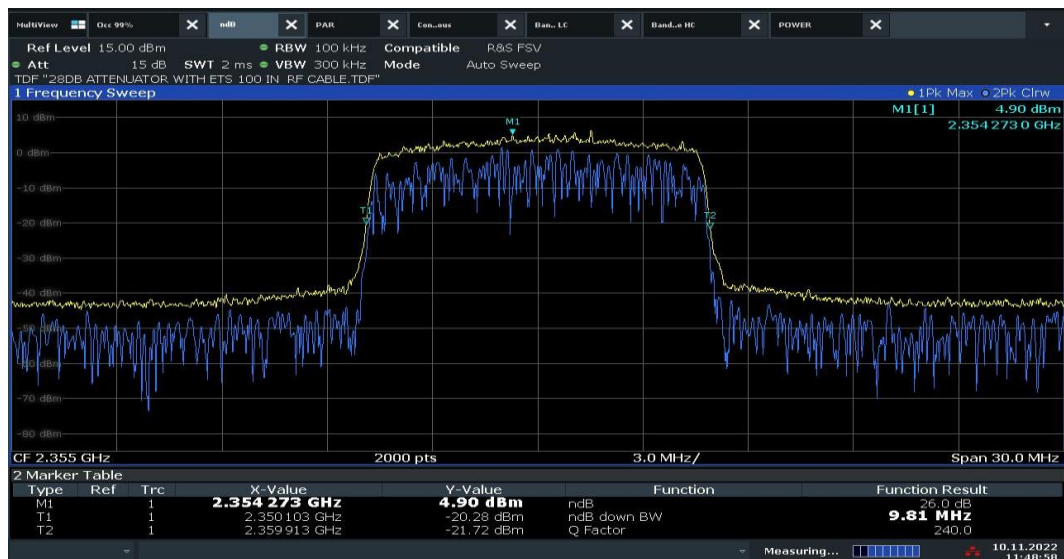 MultiView Occ 99% ndB PAR Con..ous Ban.. LC Band..e HC POWER
Ref Level 15.00 dBm RBW 100 kHz Compatible R&S FSV
Att 15 dB SWT 2 ms VBW 300 kHz Mode Auto Sweep
TDF "28DB ATTENUATOR WITH ETS 100 IN RF CABLE.TDF"
1 Frequency Sweep 1Pk Max 2Pk Clrw
M1[1] 4.90 dBm
2.354 273 0 GHz
10 dBm
M1
0 dBm
-10 dBm
T1 T2
-20 dBm
-30 dBm
-40 dBm
-50 dBm
-60 dBm
-70 dBm
-80 dBm
CF 2.355 GHz 2000 pts 3.0 MHz/ Span 30.0 MHz
2 Marker Table
Type Ref Trc X-Value Y-Value Function Function Result
M1 1 2.354 273 GHz 4.90 dBm ndB 26.0 dB
T1 1 2.350 103 GHz -20.28 dBm ndB down BW 9.81 MHz
T2 1 2.359 913 GHz -21.72 dBm Q Factor 240.0
Measuring... 10.11.2022
11:48:58